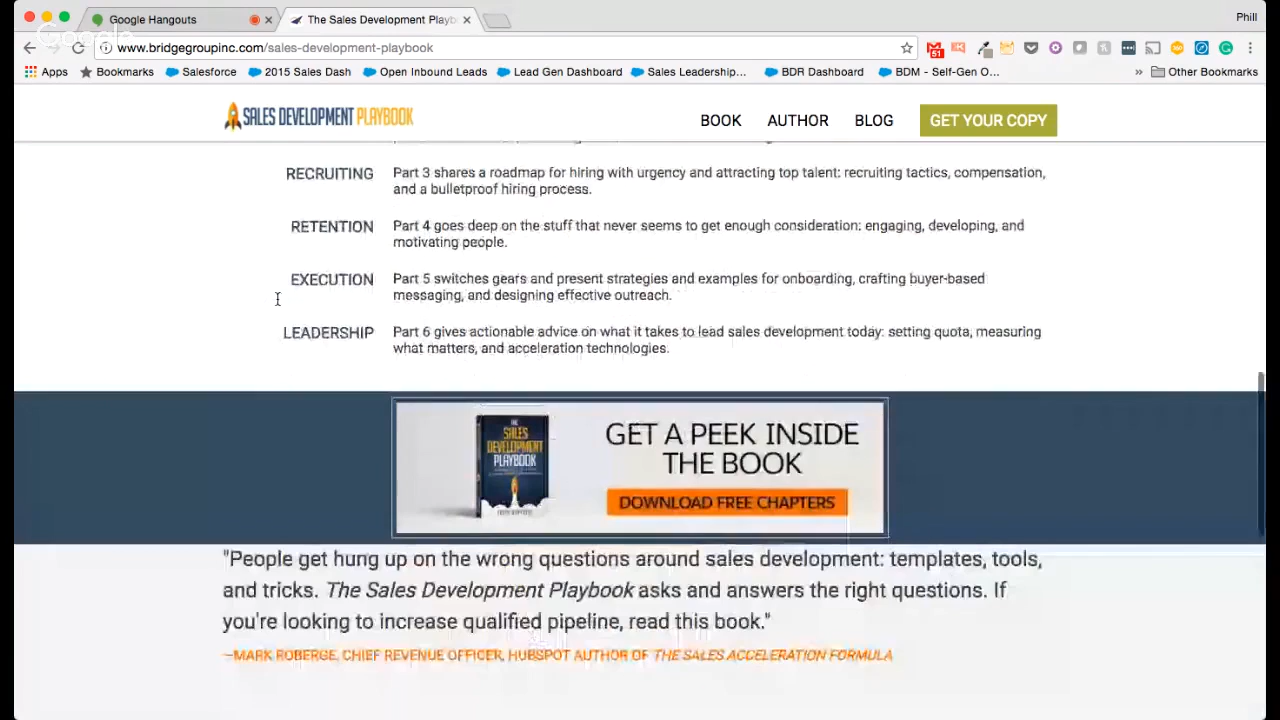 Google Hangouts
The Sales Development Playb
Phill
Google
www.bridgegroupinc.com/sales-development-playbook
51
Apps Bookmarks Salesforce 2015 Sales Dash Open Inbound Leads Lead Gen Dashboard Sales Leadership... BDR Dashboard BDM - Self-Gen O... » Other Bookmarks
SALES DEVELOPMENT PLAYBOOK
BOOK AUTHOR BLOG GET YOUR COPY
RECRUITING Part 3 shares a roadmap for hiring with urgency and attracting top talent: recruiting tactics, compensation,
and a bulletproof hiring process.
RETENTION Part 4 goes deep on the stuff that never seems to get enough consideration: engaging, developing, and
motivating people.
EXECUTION Part 5 switches gears and present strategies and examples for onboarding, crafting buyer-based
messaging, and designing effective outreach.
LEADERSHIP Part 6 gives actionable advice on what it takes to lead sales development today: setting quota, measuring
what matters, and acceleration technologies.
THE
SALES
DEVELOPMENT
PLAYBOOK
GET A PEEK INSIDE
THE BOOK
DOWNLOAD FREE CHAPTERS
"People get hung up on the wrong questions around sales development: templates, tools,
and tricks. The Sales Development Playbook asks and answers the right questions. If
you're looking to increase qualified pipeline, read this book."
—MARK ROBERGE, CHIEF REVENUE OFFICER, HUBSPOT AUTHOR OF THE SALES ACCELERATION FORMULA